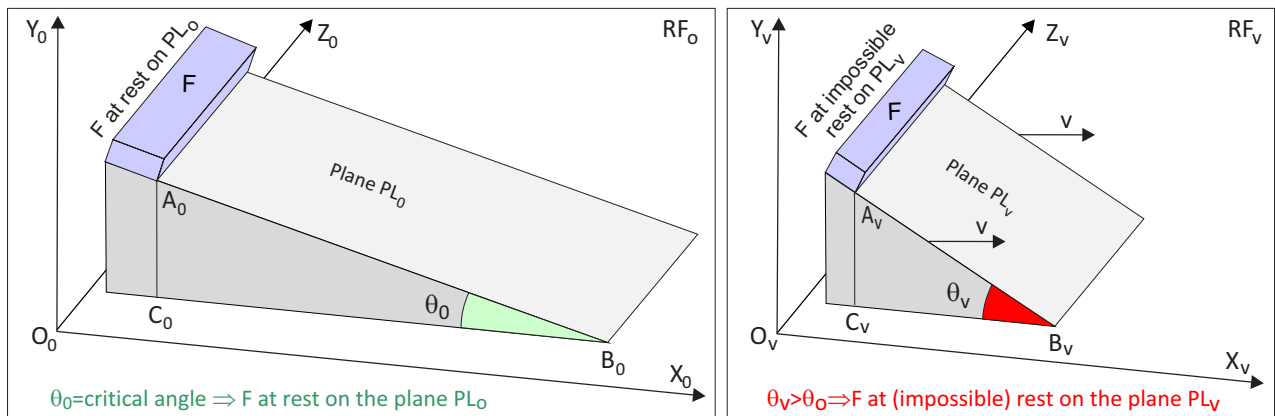 Y₀
Z₀
RF₀
F at rest on PL₀
F
Plane PL₀
A₀
θ₀
C₀
O₀
B₀
X₀
θ₀=critical angle ⇒ F at rest on the plane PL₀
Yᵥ
Zᵥ
RFᵥ
F at impossible
rest on PLᵥ
F
v
Plane PLᵥ
Aᵥ
v
θᵥ
Cᵥ
Oᵥ
Bᵥ
Xᵥ
θᵥ>θ₀⇒F at (impossible) rest on the plane PLᵥ